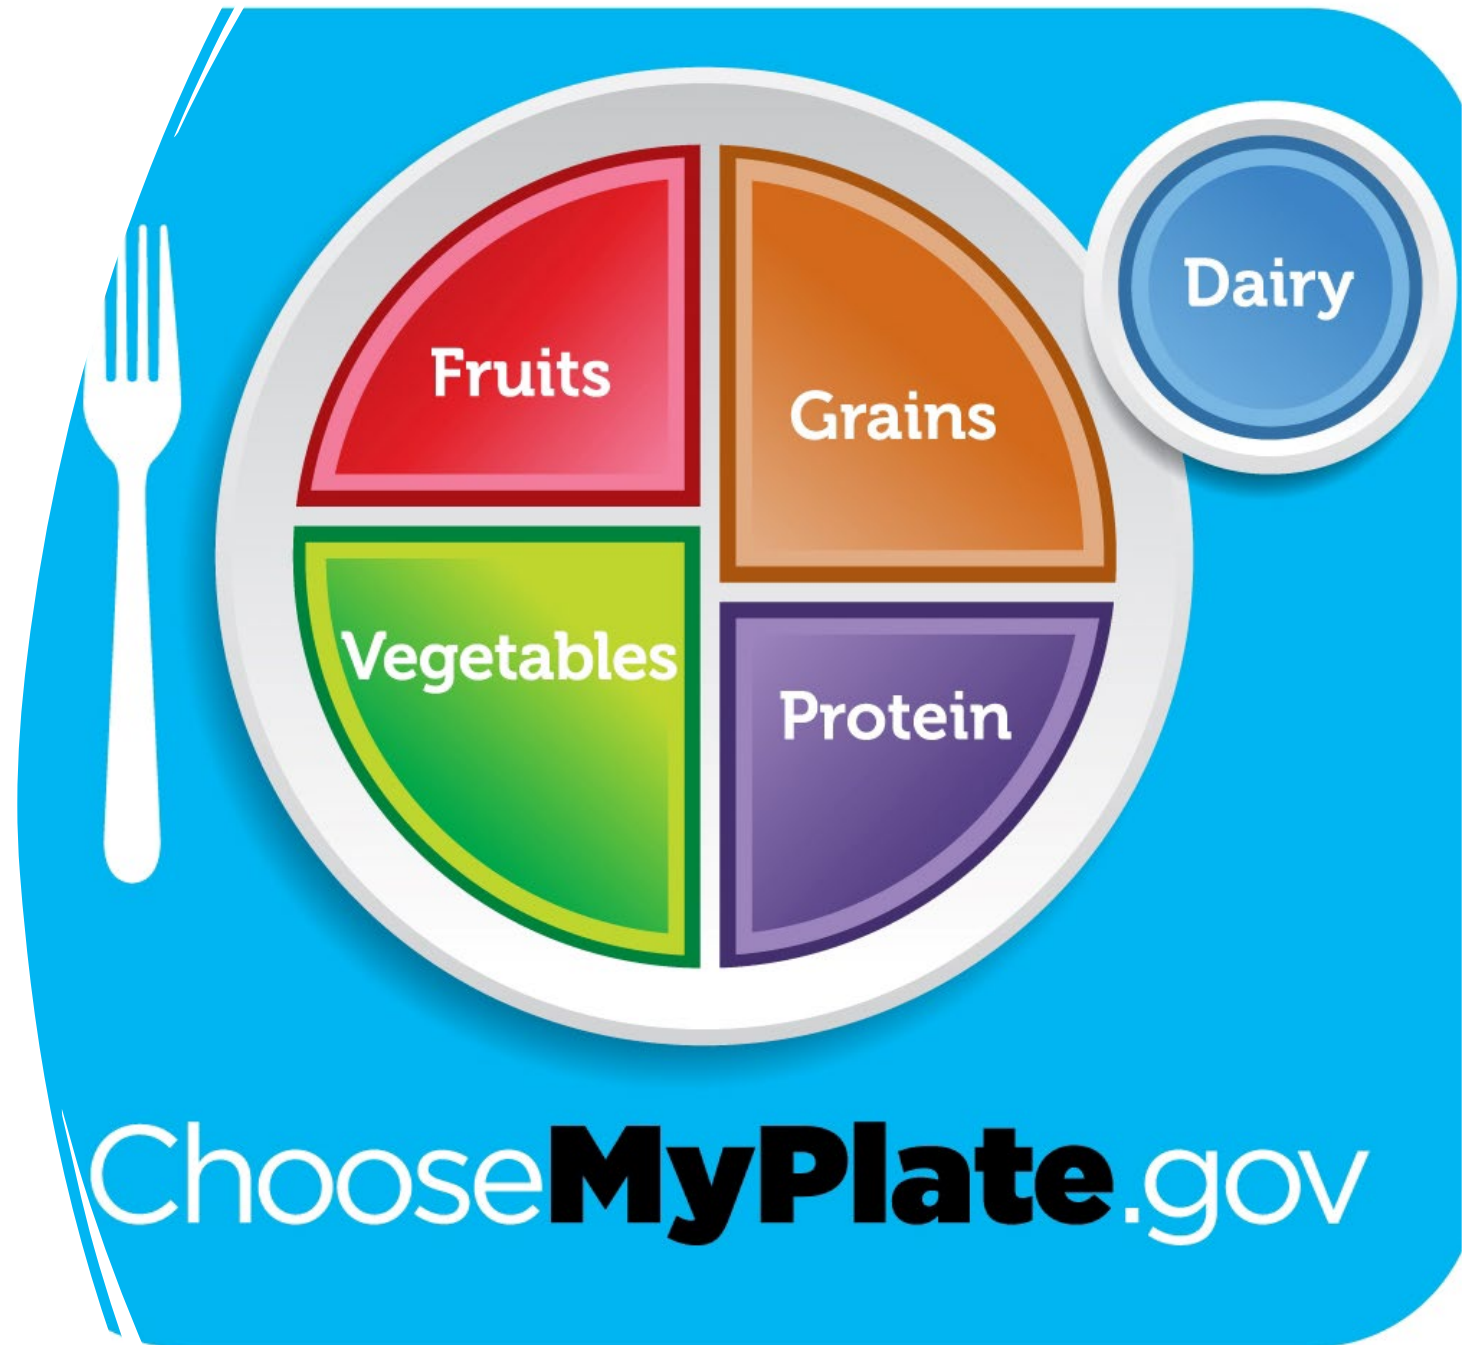 Fruits
Grains
Dairy
Vegetables
Protein
ChooseMyPlate.gov